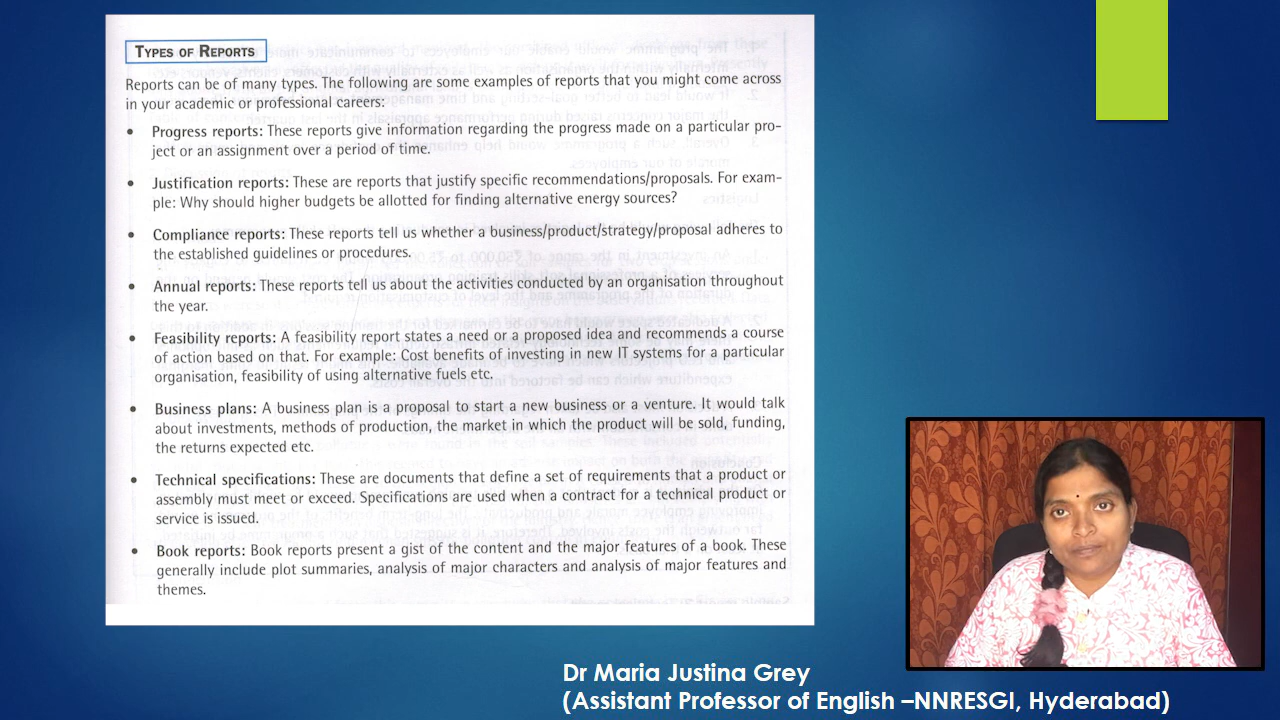 TYPES OF REPORTS
Reports can be of many types. The following are some examples of reports that you might come across
in your academic or professional careers:
• Progress reports: These reports give information regarding the progress made on a particular pro-
ject or an assignment over a period of time.
• Justification reports: These are reports that justify specific recommendations/proposals. For exam-
ple: Why should higher budgets be allotted for finding alternative energy sources?
• Compliance reports: These reports tell us whether a business/product/strategy/proposal adheres to
the established guidelines or procedures.
• Annual reports: These reports tell us about the activities conducted by an organisation throughout
the year.
• Feasibility reports: A feasibility report states a need or a proposed idea and recommends a course
of action based on that. For example: Cost benefits of investing in new IT systems for a particular
organisation, feasibility of using alternative fuels etc.
• Business plans: A business plan is a proposal to start a new business or a venture. It would talk
about investments, methods of production, the market in which the product will be sold, funding,
the returns expected etc.
• Technical specifications: These are documents that define a set of requirements that a product or
assembly must meet or exceed. Specifications are used when a contract for a technical product or
service is issued.
• Book reports: Book reports present a gist of the content and the major features of a book. These
generally include plot summaries, analysis of major characters and analysis of major features and
themes.
Dr Maria Justina Grey
(Assistant Professor of English –NNRESGI, Hyderabad)